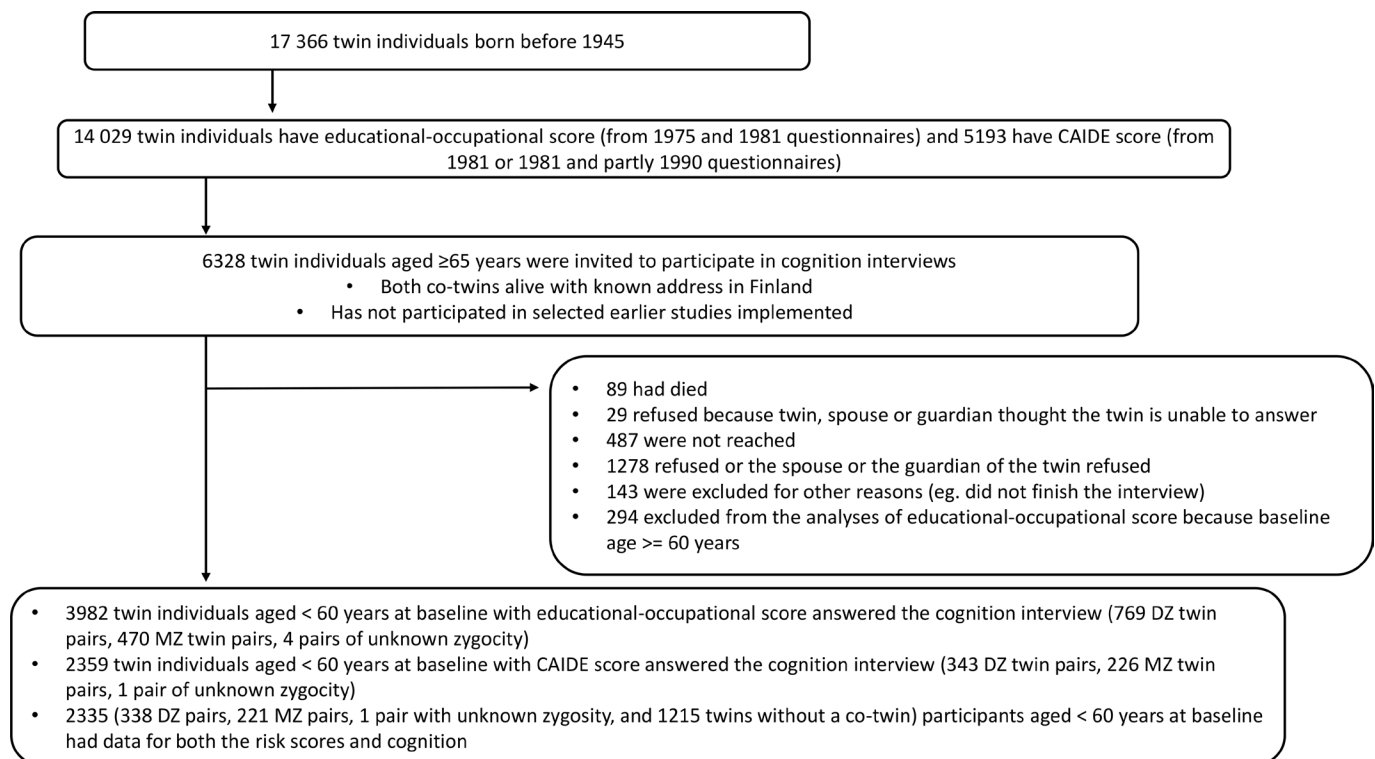 17 366 twin individuals born before 1945
14 029 twin individuals have educational-occupational score (from 1975 and 1981 questionnaires) and 5193 have CAIDE score (from
1981 or 1981 and partly 1990 questionnaires)
6328 twin individuals aged ≥65 years were invited to participate in cognition interviews
• Both co-twins alive with known address in Finland
• Has not participated in selected earlier studies implemented
• 89 had died
• 29 refused because twin, spouse or guardian thought the twin is unable to answer
• 487 were not reached
• 1278 refused or the spouse or the guardian of the twin refused
• 143 were excluded for other reasons (eg. did not finish the interview)
• 294 excluded from the analyses of educational-occupational score because baseline
age >= 60 years
• 3982 twin individuals aged < 60 years at baseline with educational-occupational score answered the cognition interview (769 DZ twin
pairs, 470 MZ twin pairs, 4 pairs of unknown zygocity)
• 2359 twin individuals aged < 60 years at baseline with CAIDE score answered the cognition interview (343 DZ twin pairs, 226 MZ twin
pairs, 1 pair of unknown zygocity)
• 2335 (338 DZ pairs, 221 MZ pairs, 1 pair with unknown zygosity, and 1215 twins without a co-twin) participants aged < 60 years at baseline
had data for both the risk scores and cognition